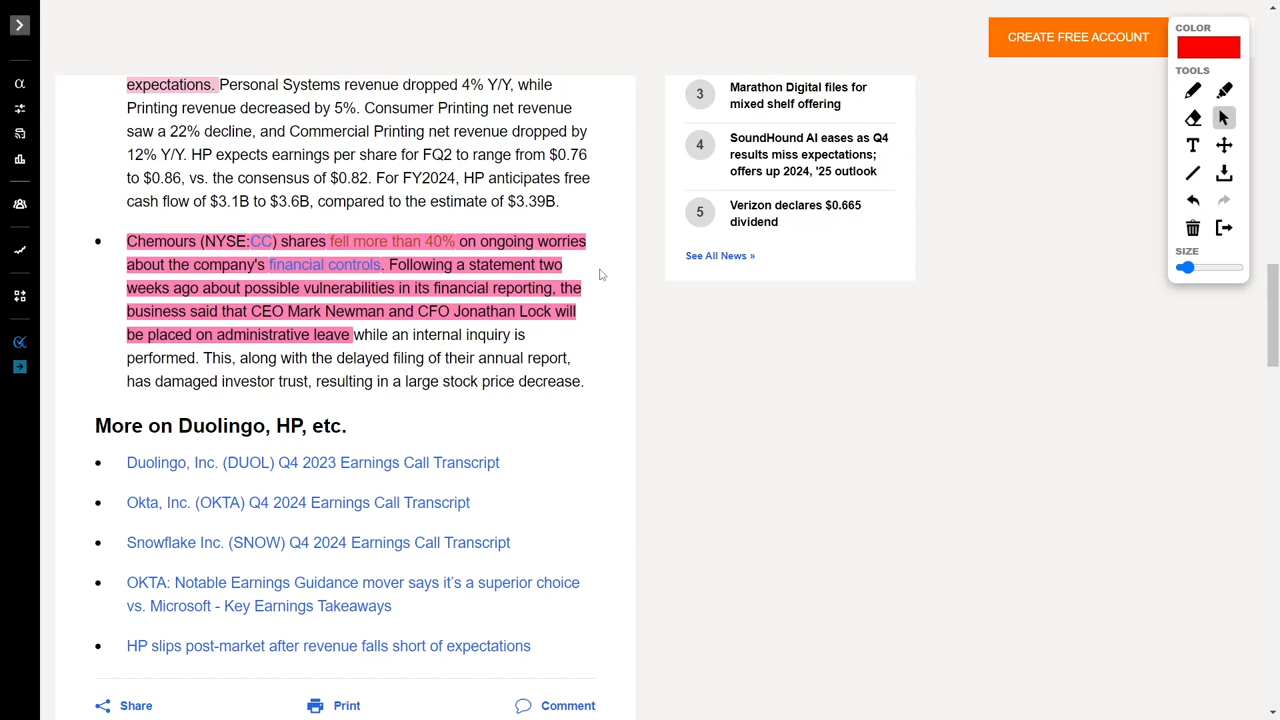 CREATE FREE ACCOUNT
COLOR
TOOLS
T
SIZE
α
expectations. Personal Systems revenue dropped 4% Y/Y, while
Printing revenue decreased by 5%. Consumer Printing net revenue
saw a 22% decline, and Commercial Printing net revenue dropped by
12% Y/Y. HP expects earnings per share for FQ2 to range from $0.76
to $0.86, vs. the consensus of $0.82. For FY2024, HP anticipates free
cash flow of $3.1B to $3.6B, compared to the estimate of $3.39B.
Chemours (NYSE:CC) shares fell more than 40% on ongoing worries
about the company's financial controls. Following a statement two
weeks ago about possible vulnerabilities in its financial reporting, the
business said that CEO Mark Newman and CFO Jonathan Lock will
be placed on administrative leave while an internal inquiry is
performed. This, along with the delayed filing of their annual report,
has damaged investor trust, resulting in a large stock price decrease.
More on Duolingo, HP, etc.
Duolingo, Inc. (DUOL) Q4 2023 Earnings Call Transcript
Okta, Inc. (OKTA) Q4 2024 Earnings Call Transcript
Snowflake Inc. (SNOW) Q4 2024 Earnings Call Transcript
OKTA: Notable Earnings Guidance mover says it's a superior choice
vs. Microsoft - Key Earnings Takeaways
HP slips post-market after revenue falls short of expectations
Share
Print
Comment
3
Marathon Digital files for
mixed shelf offering
4
SoundHound AI eases as Q4
results miss expectations;
offers up 2024, '25 outlook
5
Verizon declares $0.665
dividend
See All News »